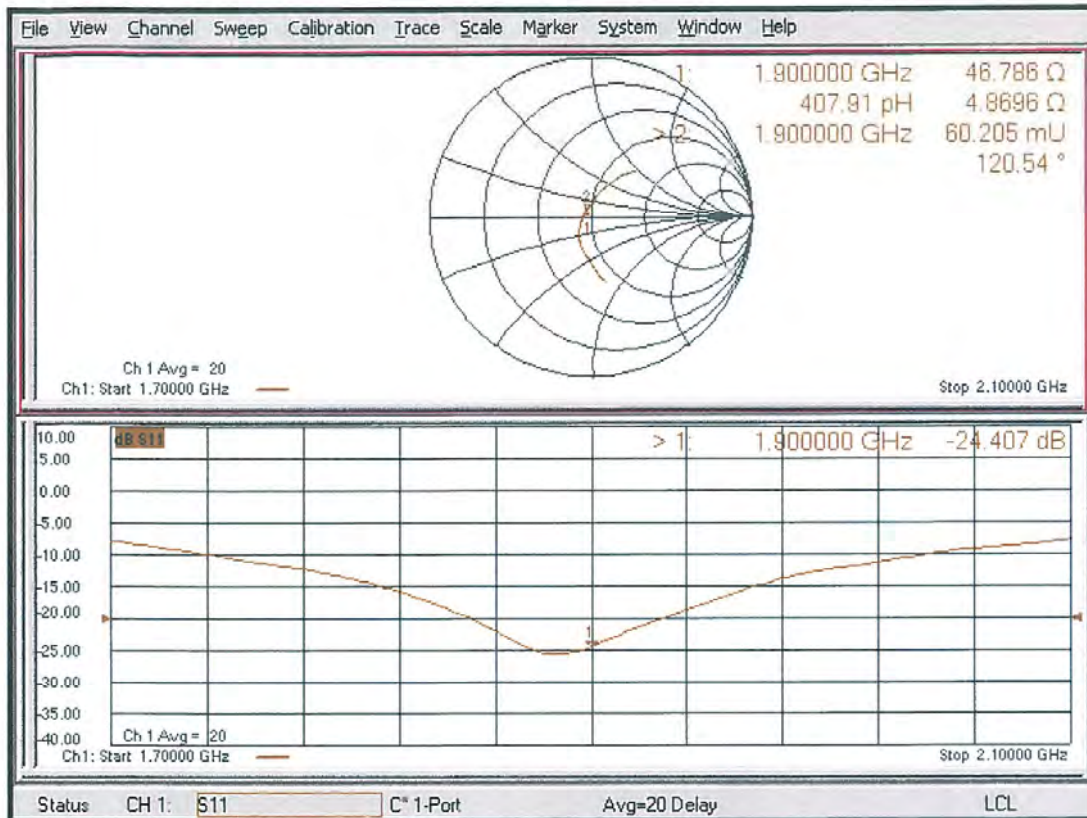 File View Channel Sweep Calibration Trace Scale Marker System Window Help
1: 1.900000 GHz 46.786 Ω
407.91 pH 4.8696 Ω
> 2: 1.900000 GHz 60.205 mU
120.54 °
2
1
Ch 1 Avg = 20
Ch1: Start 1.70000 GHz
Stop 2.10000 GHz
10.00
dB S11
> 1: 1.900000 GHz -24.407 dB
5.00
0.00
-5.00
-10.00
-15.00
-20.00
1
-25.00
-30.00
-35.00
-40.00
Ch 1 Avg = 20
Ch1: Start 1.70000 GHz
Stop 2.10000 GHz
Status CH 1: S11 C* 1-Port Avg=20 Delay LCL